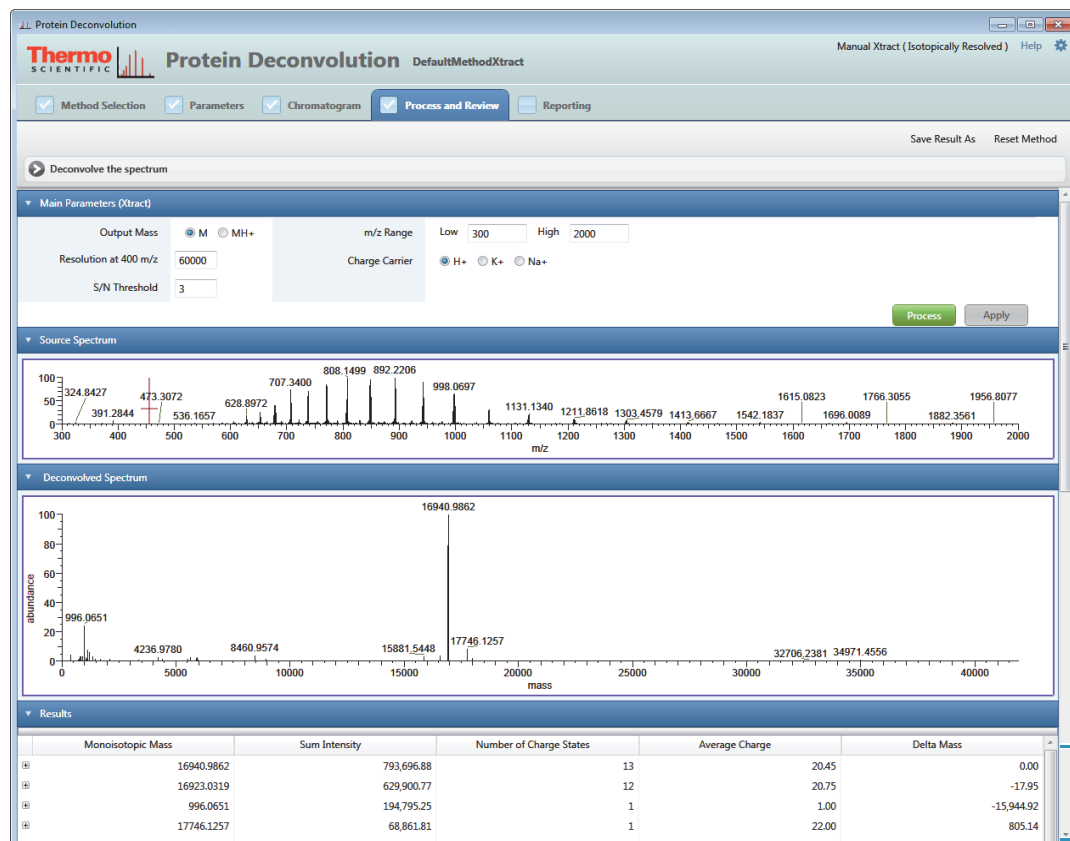 Protein Deconvolution
Thermo SCIENTIFIC Protein Deconvolution DefaultMethodXtract
Manual Xtract ( Isotopically Resolved ) Help
Method Selection Parameters Chromatogram Process and Review Reporting
Save Result As Reset Method
Deconvolve the spectrum
Main Parameters (Xtract)
Output Mass M MH+ m/z Range Low 300 High 2000
Resolution at 400 m/z 60000 Charge Carrier H+ K+ Na+
S/N Threshold 3
Process Apply
Source Spectrum
100 50 0
324.8427 391.2844 473.3072 536.1657 628.8972 707.3400 808.1499 892.2206 998.0697 1131.1340 1211.8618 1303.4579 1413.6667 1542.1837 1615.0823 1696.0089 1766.3055 1882.3561 1956.8077
300 400 500 600 700 800 900 1000 1100 1200 1300 1400 1500 1600 1700 1800 1900 2000
m/z
Deconvolved Spectrum
abundance
100 80 60 40 20 0
996.0651 4236.9780 8460.9574 15881.5448 16940.9862 17746.1257 32706.2381 34971.4556
0 5000 10000 15000 20000 25000 30000 35000 40000
mass
Results
Monoisotopic Mass Sum Intensity Number of Charge States Average Charge Delta Mass
16940.9862 793,696.88 13 20.45 0.00
16923.0319 629,900.77 12 20.75 -17.95
996.0651 194,795.25 1 1.00 -15,944.92
17746.1257 68,861.81 1 22.00 805.14